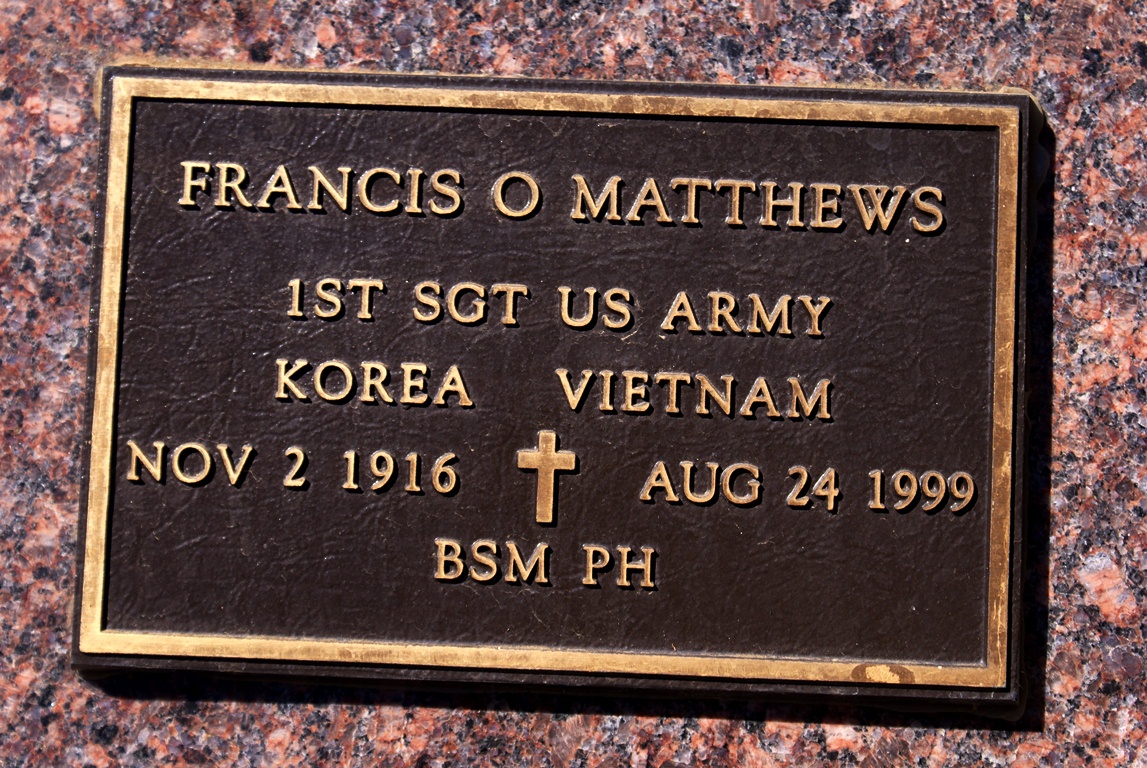 FRANCIS O MATTHEWS
1ST SGT US ARMY
KOREA VIETNAM
NOV 2 1916 AUG 24 1999
BSM PH